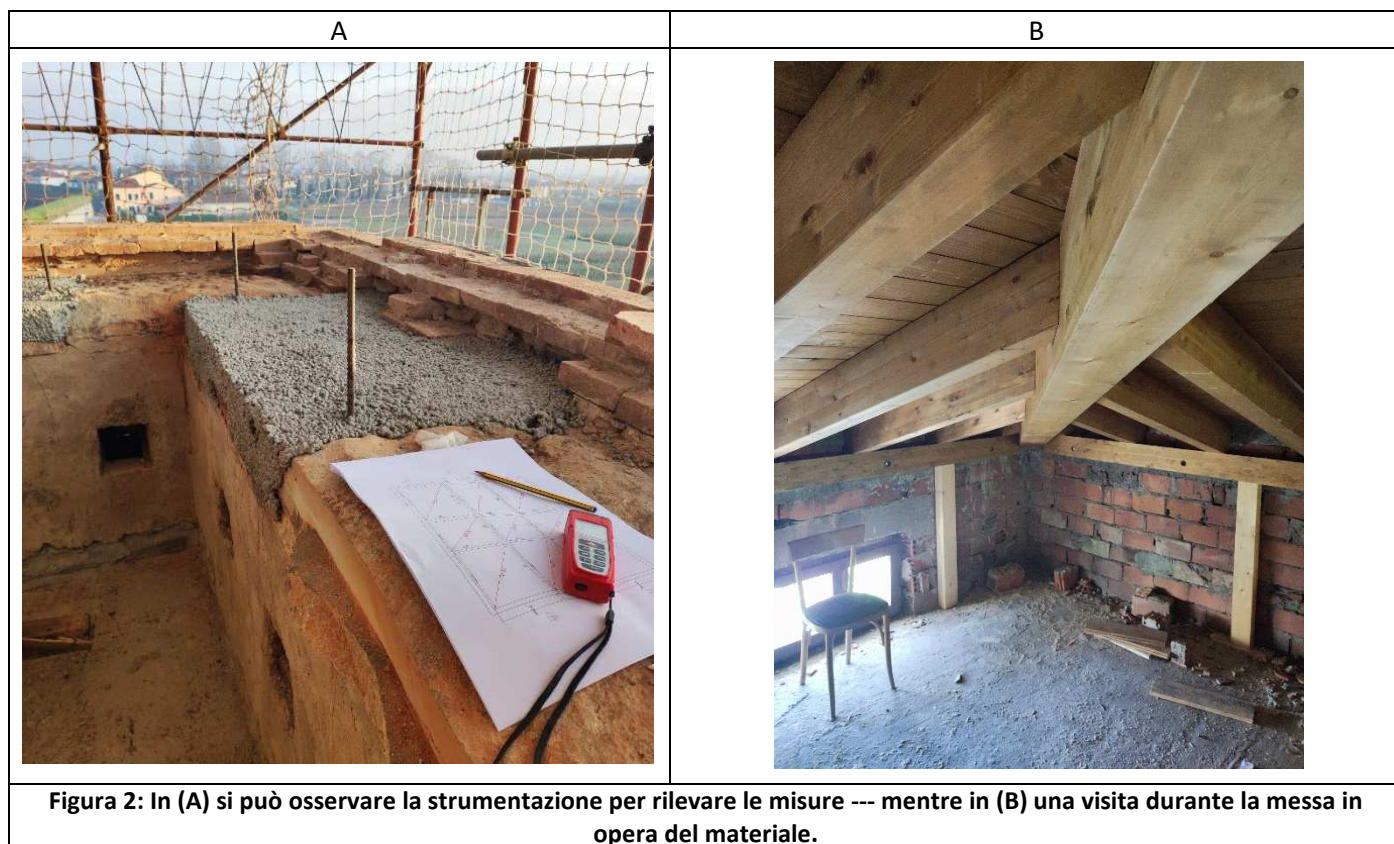 A
B
Figura 2: In (A) si può osservare la strumentazione per rilevare le misure --- mentre in (B) una visita durante la messa in
opera del materiale.